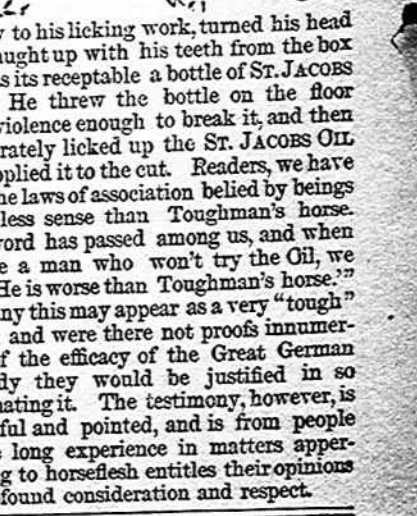 to his licking work, turned his head
aught up with his teeth from the box
s its receptable a bottle of ST. JACOBS
He threw the bottle on the floor
violence enough to break it, and then
rately licked up the ST. JACOBS OIL
pplied it to the cut. Readers, we have
he laws of association belied by beings
less sense than Toughman's horse.
word has passed among us, and when
e a man who won't try the Oil, we
He is worse than Toughman's horse.'"
ny this may appear as a very "tough"
and were there not proofs innumer-
f the efficacy of the Great German
dy they would be justified in so
nating it. The testimony, however, is
ful and pointed, and is from people
long experience in matters apper-
g to horseflesh entitles their opinions
found consideration and respect.